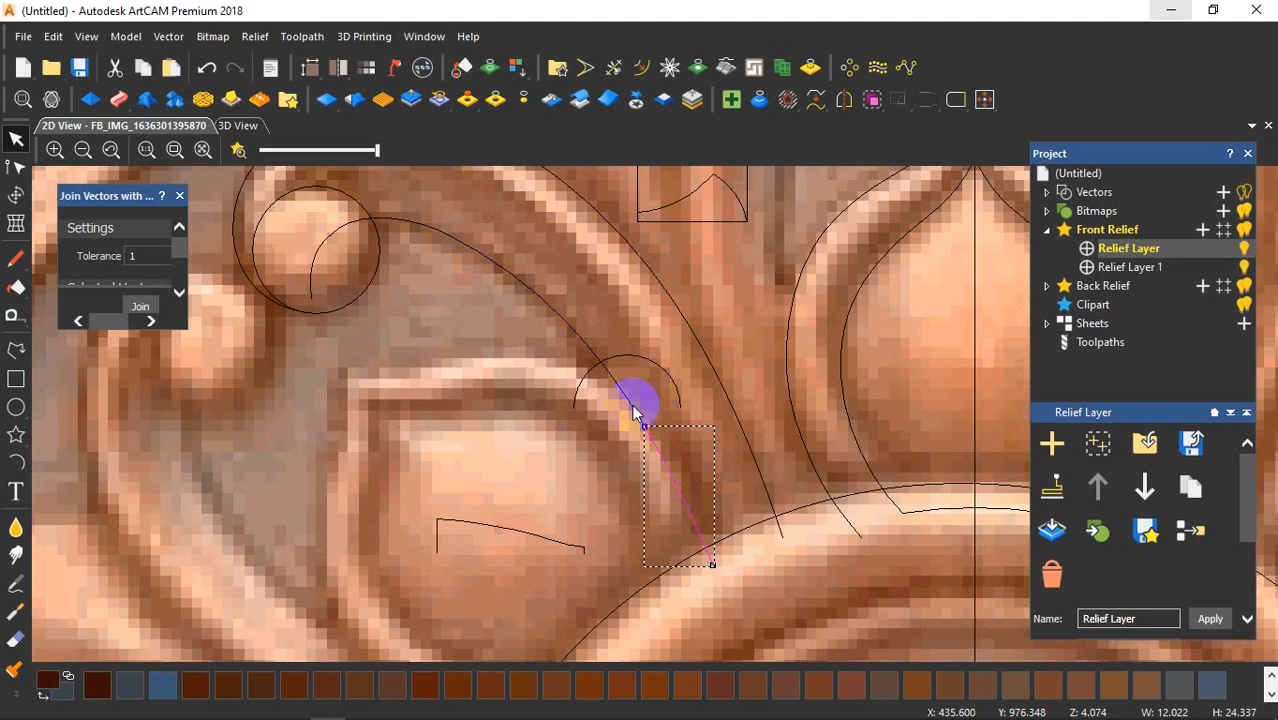 (Untitled) - Autodesk ArtCAM Premium 2018
File Edit View Model Vector Bitmap Relief Toolpath 3D Printing Window Help
2D View - FB_IMG_1636301395870 3D View
1:1
Join Vectors with ... ?
Settings
Tolerance 1
Join
Project ?
(Untitled)
Vectors
Bitmaps
Front Relief
Relief Layer
Relief Layer 1
Back Relief
Clipart
Sheets
Toolpaths
Relief Layer
Name: Relief Layer Apply
X: 435.600 Y: 976.348 Z: 4.074 W: 12.022 H: 24.337